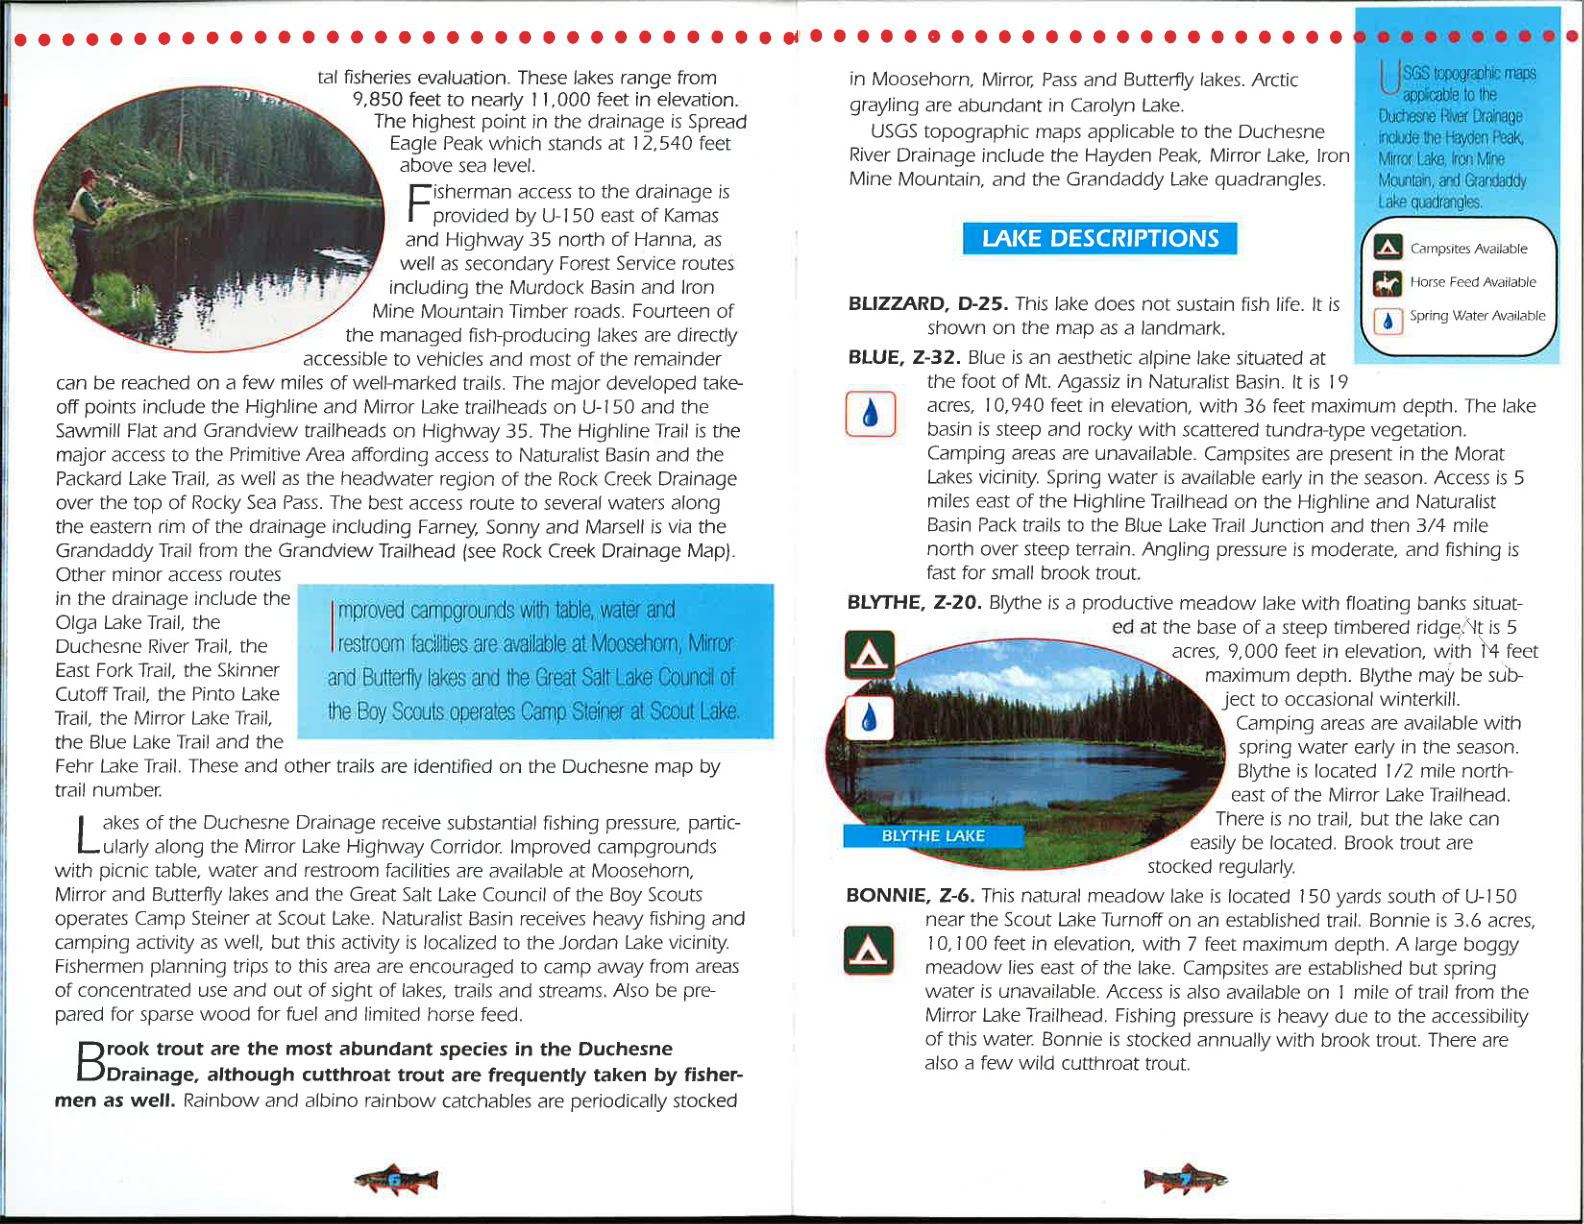 tal fisheries evaluation. These lakes range from
9,850 feet to nearly 11,000 feet in elevation.
The highest point in the drainage is Spread
Eagle Peak which stands at 12,540 feet
above sea level.
Fisherman access to the drainage is
provided by U-150 east of Kamas
and Highway 35 north of Hanna, as
well as secondary Forest Service routes
including the Murdock Basin and Iron
Mine Mountain Timber roads. Fourteen of
the managed fish-producing lakes are directly
accessible to vehicles and most of the remainder
can be reached on a few miles of well-marked trails. The major developed take-
off points include the Highline and Mirror Lake trailheads on U-150 and the
Sawmill Flat and Grandview trailheads on Highway 35. The Highline Trail is the
major access to the Primitive Area affording access to Naturalist Basin and the
Packard Lake Trail, as well as the headwater region of the Rock Creek Drainage
over the top of Rocky Sea Pass. The best access route to several waters along
the eastern rim of the drainage including Farney, Sonny and Marsell is via the
Grandaddy Trail from the Grandview Trailhead (see Rock Creek Drainage Map).
Other minor access routes
in the drainage include the
Olga Lake Trail, the
Duchesne River Trail, the
East Fork Trail, the Skinner
Cutoff Trail, the Pinto Lake
Trail, the Mirror Lake Trail,
the Blue Lake Trail and the
Fehr Lake Trail. These and other trails are identified on the Duchesne map by
trail number.
Improved campgrounds with table, water and
restroom facilities are available at Moosehorn, Mirror
and Butterfly lakes and the Great Salt Lake Council of
the Boy Scouts operates Camp Steiner at Scout Lake.
Lakes of the Duchesne Drainage receive substantial fishing pressure, partic-
ularly along the Mirror Lake Highway Corridor. Improved campgrounds
with picnic table, water and restroom facilities are available at Moosehorn,
Mirror and Butterfly lakes and the Great Salt Lake Council of the Boy Scouts
operates Camp Steiner at Scout Lake. Naturalist Basin receives heavy fishing and
camping activity as well, but this activity is localized to the Jordan Lake vicinity.
Fishermen planning trips to this area are encouraged to camp away from areas
of concentrated use and out of sight of lakes, trails and streams. Also be pre-
pared for sparse wood for fuel and limited horse feed.
Brook trout are the most abundant species in the Duchesne
Drainage, although cutthroat trout are frequently taken by fisher-
men as well. Rainbow and albino rainbow catchables are periodically stocked
6
in Moosehorn, Mirror, Pass and Butterfly lakes. Arctic
grayling are abundant in Carolyn Lake.
USGS topographic maps applicable to the Duchesne
River Drainage include the Hayden Peak, Mirror Lake, Iron
Mine Mountain, and the Grandaddy Lake quadrangles.
USGS topographic maps
applicable to the
Duchesne River Drainage
include the Hayden Peak,
Mirror Lake, Iron Mine
Mountain, and Grandaddy
Lake quadrangles.
Campsites Available
Horse Feed Available
Spring Water Available
LAKE DESCRIPTIONS
BLIZZARD, D-25. This lake does not sustain fish life. It is
shown on the map as a landmark.
BLUE, Z-32. Blue is an aesthetic alpine lake situated at
the foot of Mt. Agassiz in Naturalist Basin. It is 19
acres, 10,940 feet in elevation, with 36 feet maximum depth. The lake
basin is steep and rocky with scattered tundra-type vegetation.
Camping areas are unavailable. Campsites are present in the Morat
Lakes vicinity. Spring water is available early in the season. Access is 5
miles east of the Highline Trailhead on the Highline and Naturalist
Basin Pack trails to the Blue Lake Trail Junction and then 3/4 mile
north over steep terrain. Angling pressure is moderate, and fishing is
fast for small brook trout.
BLYTHE, Z-20. Blythe is a productive meadow lake with floating banks situat-
ed at the base of a steep timbered ridge. It is 5
acres, 9,000 feet in elevation, with 14 feet
maximum depth. Blythe may be sub-
ject to occasional winterkill.
Camping areas are available with
spring water early in the season.
Blythe is located 1/2 mile north-
east of the Mirror Lake Trailhead.
There is no trail, but the lake can
easily be located. Brook trout are
stocked regularly.
BLYTHE LAKE
BONNIE, Z-6. This natural meadow lake is located 150 yards south of U-150
near the Scout Lake Turnoff on an established trail. Bonnie is 3.6 acres,
10,100 feet in elevation, with 7 feet maximum depth. A large boggy
meadow lies east of the lake. Campsites are established but spring
water is unavailable. Access is also available on 1 mile of trail from the
Mirror Lake Trailhead. Fishing pressure is heavy due to the accessibility
of this water. Bonnie is stocked annually with brook trout. There are
also a few wild cutthroat trout.
7